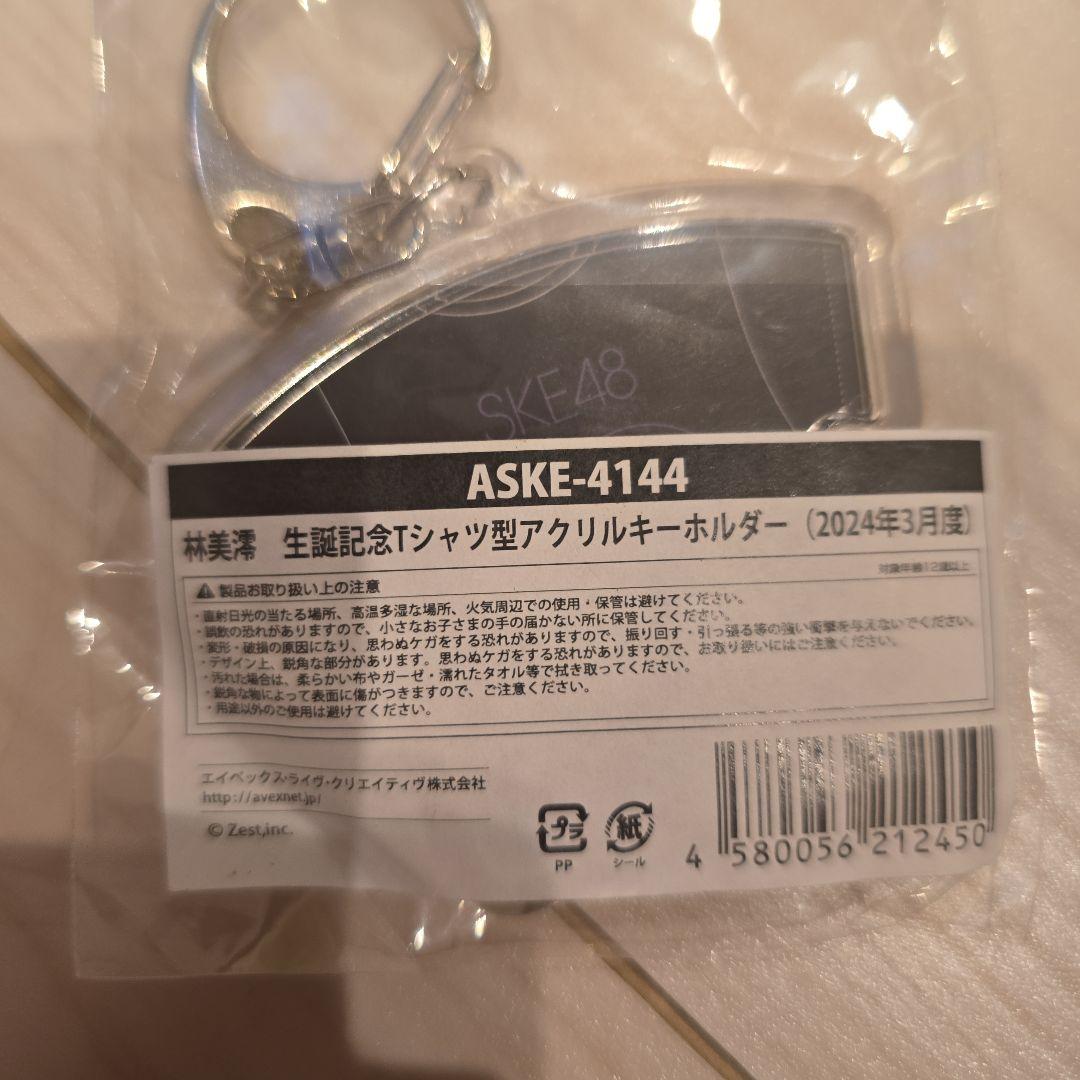 SKE48
ASKE-4144
林美澪 生誕記念Tシャツ型アクリルキーホルダー（2024年3月度）
対象年齢12歳以上
製品お取り扱い上の注意
・直射日光の当たる場所、高温多湿な場所、火気周辺での使用・保管は避けてください。
・誤飲の恐れがありますので、小さなお子さまの手の届かない所に保管してください。
・変形・破損の原因になり、思わぬケガをする恐れがありますので、振り回す・引っ張る等の強い衝撃を与えないでください。
・デザイン上、鋭角な部分があります。思わぬケガをする恐れがありますので、お取り扱いにはご注意ください。
・汚れた場合は、柔らかい布やガーゼ・濡れたタオル等で拭き取ってください。
・鋭角な物によって表面に傷がつきますので、ご注意ください。
・用途以外のご使用は避けてください。
エイベックス・ライヴ・クリエイティヴ株式会社
http://avexnet.jp/
© Zest,inc.
プラ
PP
紙
シール
4 580056 212450